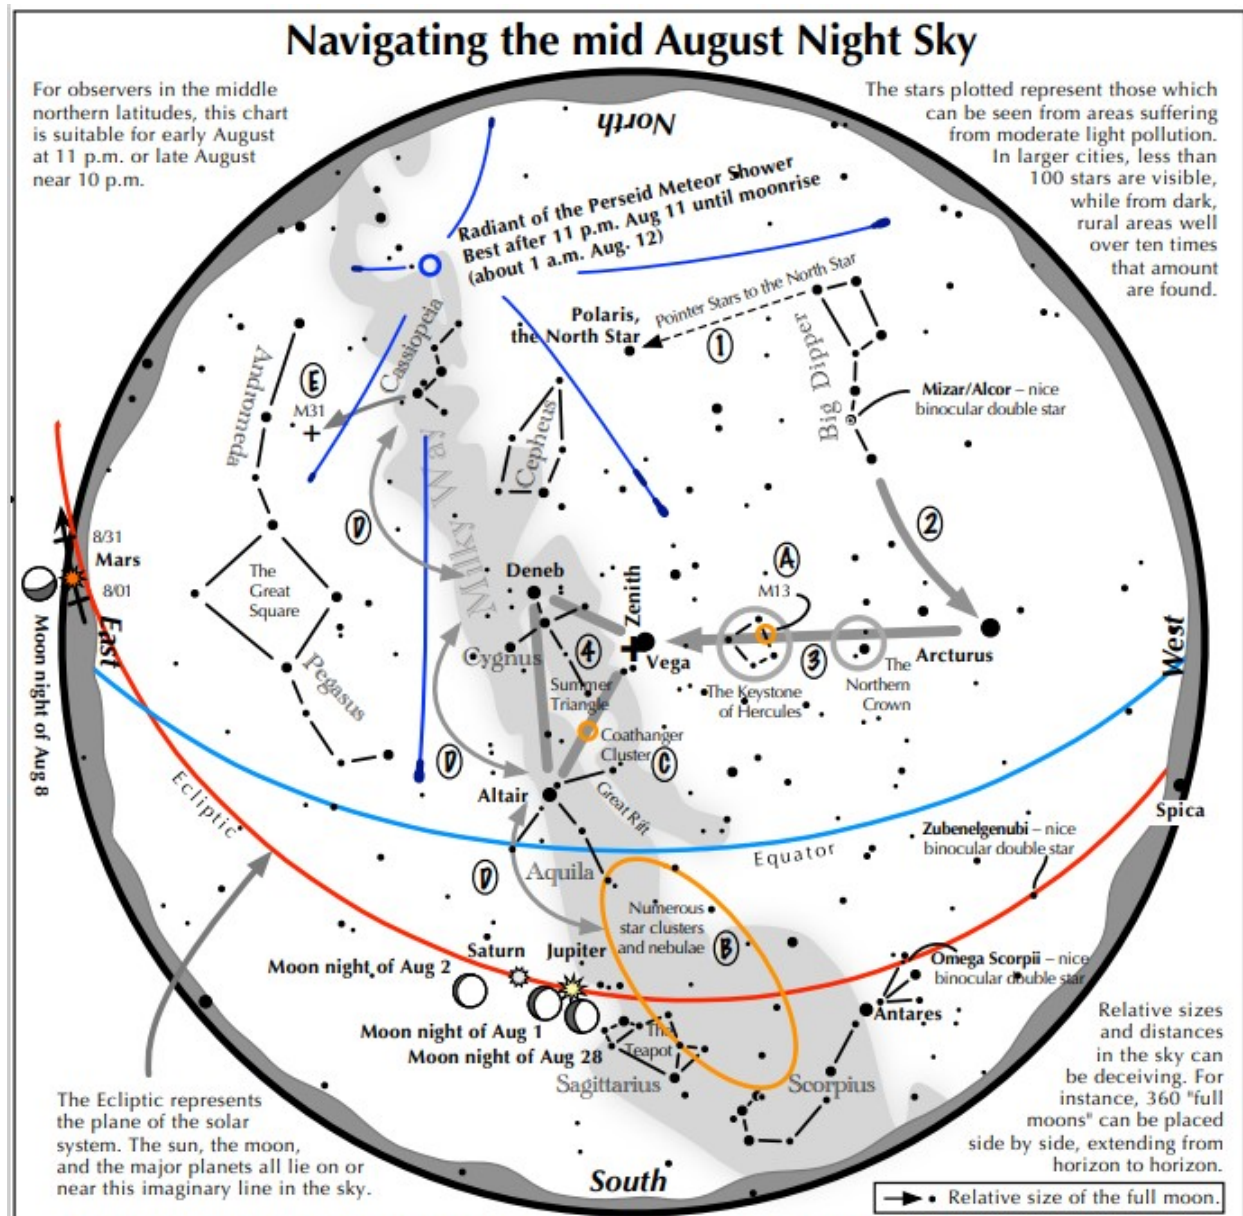 Navigating the mid August Night Sky
For observers in the middle
northern latitudes, this chart
is suitable for early August
at 11 p.m. or late August
near 10 p.m.
The stars plotted represent those which
can be seen from areas suffering
from moderate light pollution.
In larger cities, less than
100 stars are visible,
while from dark,
rural areas well
over ten times
that amount
are found.
North
Radiant of the Perseid Meteor Shower
Best after 11 p.m. Aug 11 until moonrise
(about 1 a.m. Aug. 12)
Pointer Stars to the North Star
Polaris,
the North Star
1
Big Dipper
Mizar/Alcor – nice
binocular double star
Cassiopeia
Andromeda
E
M31
Cepheus
Milky Way
D
2
8/31
Mars
8/01
East
Moon night of Aug 8
The
Great
Square
Pegasus
Deneb
Cygnus
4
Summer
Triangle
Zenith
Vega
A
M13
3
The Keystone
of Hercules
The
Northern
Crown
Arcturus
West
Coathanger
Cluster
C
D
Altair
Great Rift
Ecliptic
Equator
Spica
Zubenelgenubi – nice
binocular double star
Aquila
D
Numerous
star clusters
and nebulae
B
Saturn
Jupiter
Moon night of Aug 2
Moon night of Aug 1
Moon night of Aug 28
Omega Scorpii – nice
binocular double star
Antares
The
Teapot
Sagittarius
Scorpius
The Ecliptic represents
the plane of the solar
system. The sun, the moon,
and the major planets all lie on or
near this imaginary line in the sky.
South
Relative sizes
and distances
in the sky can
be deceiving. For
instance, 360 "full
moons" can be placed
side by side, extending from
horizon to horizon.
Relative size of the full moon.